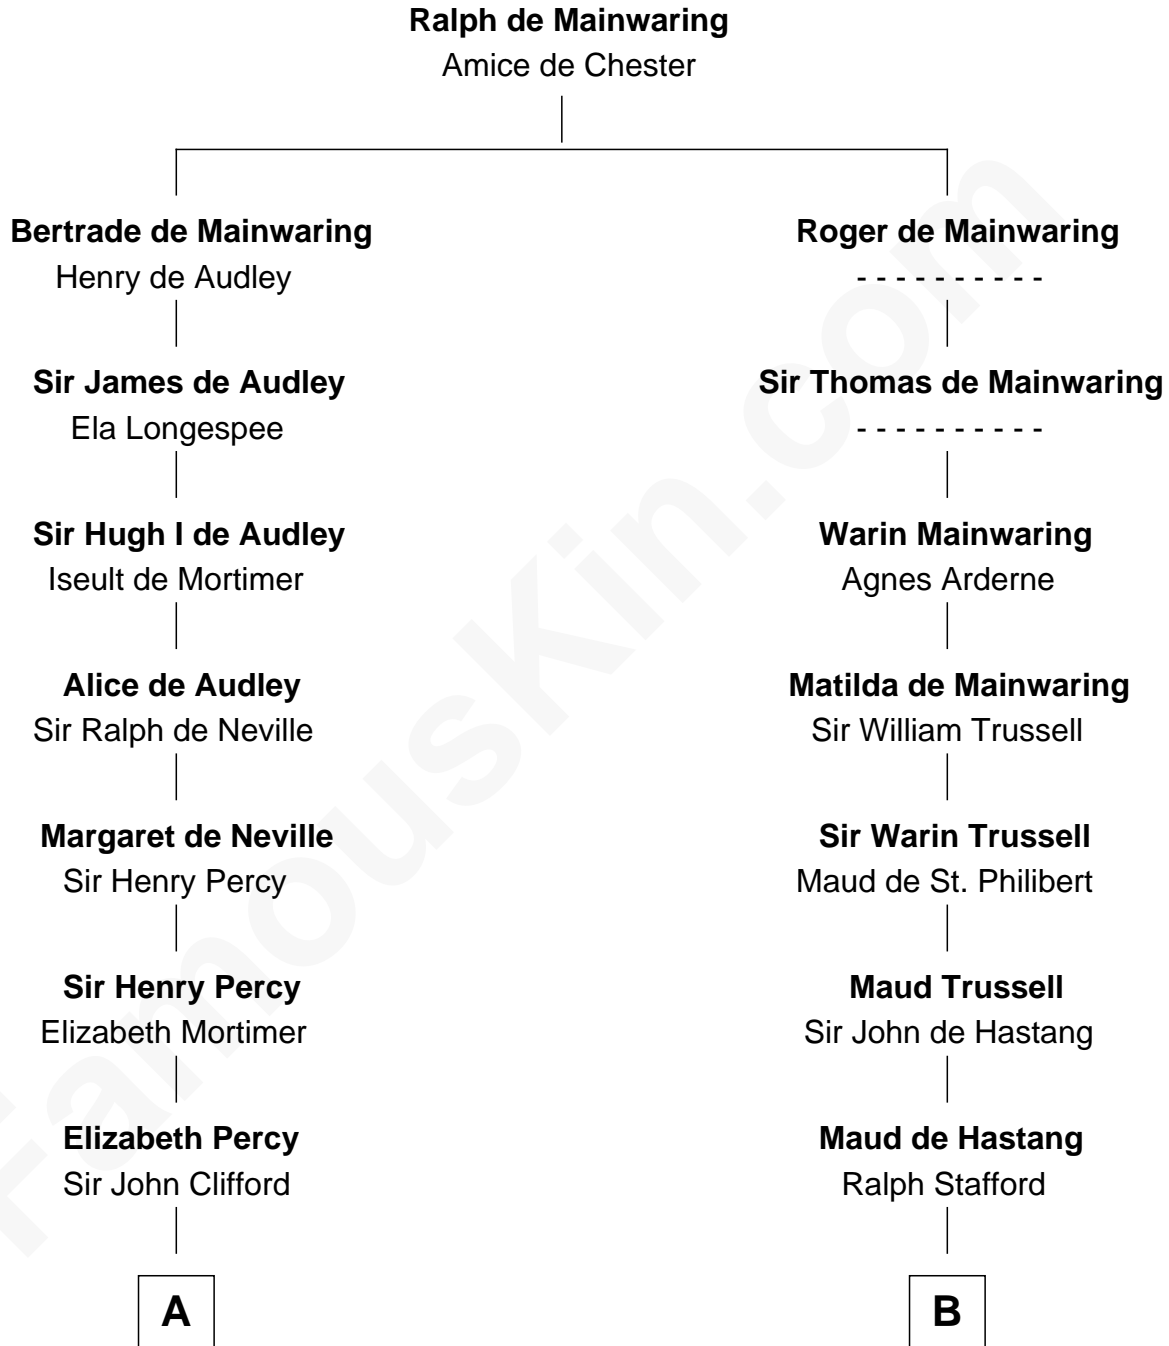 Ralph de Mainwaring
Amice de Chester
Bertrade de Mainwaring
Henry de Audley
Roger de Mainwaring
- - - - - - - - - -
Sir James de Audley
Ela Longespee
Sir Thomas de Mainwaring
- - - - - - - - - -
Sir Hugh I de Audley
Iseult de Mortimer
Warin Mainwaring
Agnes Arderne
Alice de Audley
Sir Ralph de Neville
Matilda de Mainwaring
Sir William Trussell
Margaret de Neville
Sir Henry Percy
Sir Warin Trussell
Maud de St. Philibert
Sir Henry Percy
Elizabeth Mortimer
Maud Trussell
Sir John de Hastang
Elizabeth Percy
Sir John Clifford
Maud de Hastang
Ralph Stafford
A
B
FamousKin.com